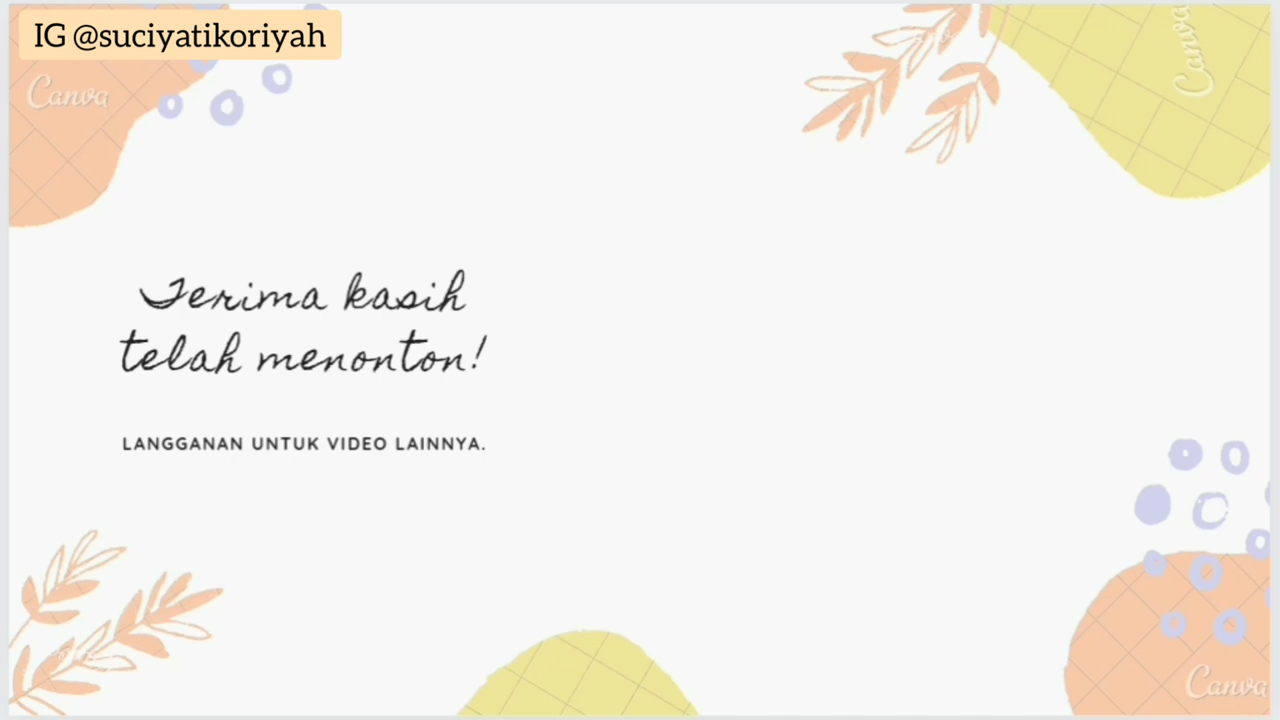 IG @suciyatikoriyah
Canva
Canva
Terima kasih
telah menonton!
LANGGANAN UNTUK VIDEO LAINNYA.
Canva